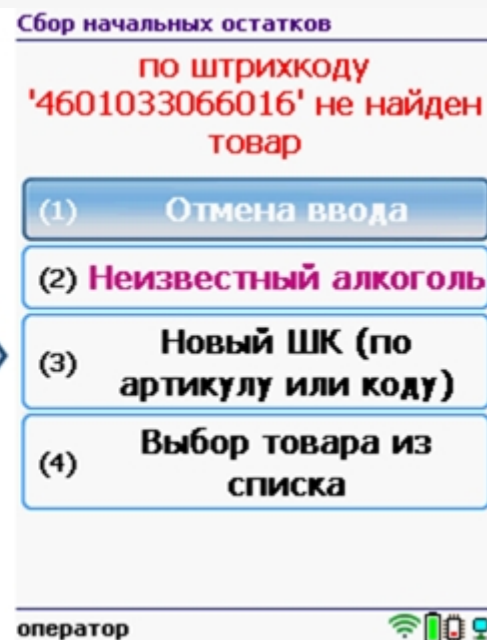 Сбор начальных остатков
по штрихкоду
'4601033066016' не найден
товар
(1) Отмена ввода
(2) Неизвестный алкоголь
(3) Новый ШК (по
артикулу или коду)
(4) Выбор товара из
списка
оператор